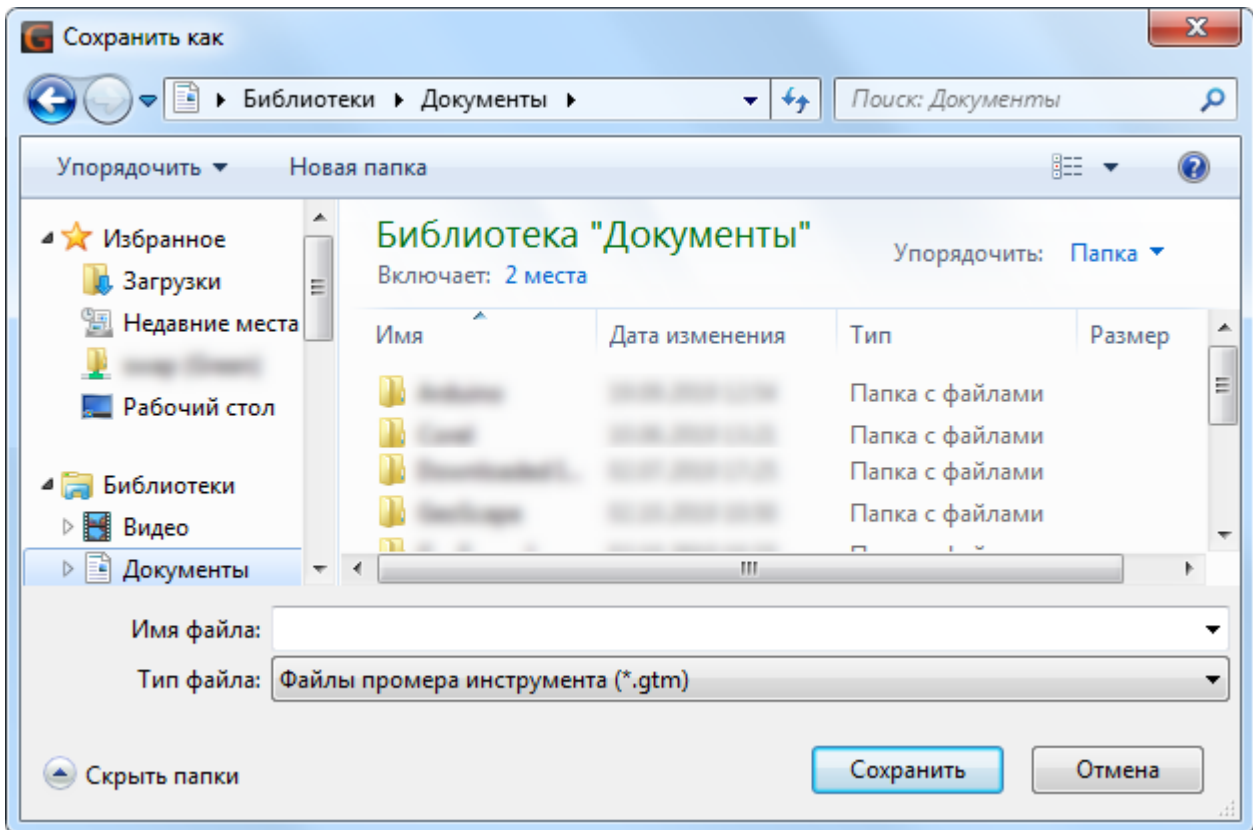 Сохранить как
Библиотеки Документы
Поиск: Документы
Упорядочить Новая папка
Избранное
Загрузки
Недавние места
Рабочий стол
Библиотеки
Видео
Документы
Библиотека "Документы"
Включает: 2 места
Упорядочить: Папка
Имя Дата изменения Тип Размер
Папка с файлами
Папка с файлами
Папка с файлами
Папка с файлами
Имя файла:
Тип файла: Файлы промера инструмента (*.gtm)
Скрыть папки
Сохранить Отмена